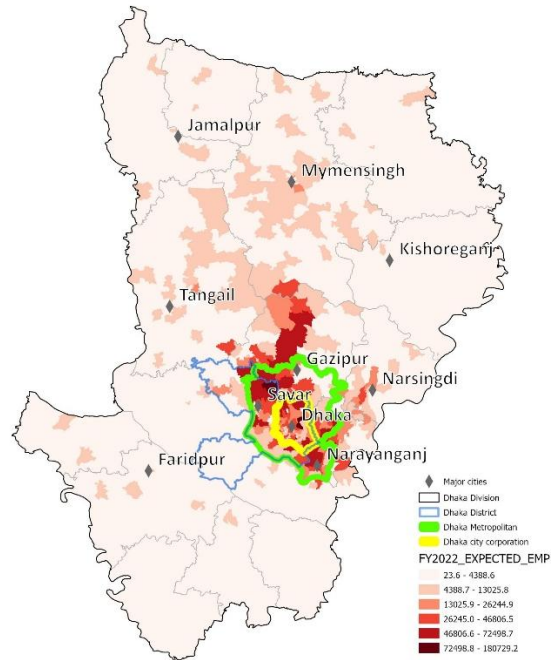 Jamalpur
Mymensingh
Kishoreganj
Tangail
Gazipur
Narsingdi
Savar
Dhaka
Narayanganj
Faridpur
Major cities
Dhaka Division
Dhaka District
Dhaka Metropolitan
Dhaka city corporation
FY2022_EXPECTED_EMP
23.6 - 4388.6
4388.7 - 13025.8
13025.9 - 26244.9
26245.0 - 46806.5
46806.6 - 72498.7
72498.8 - 180729.2